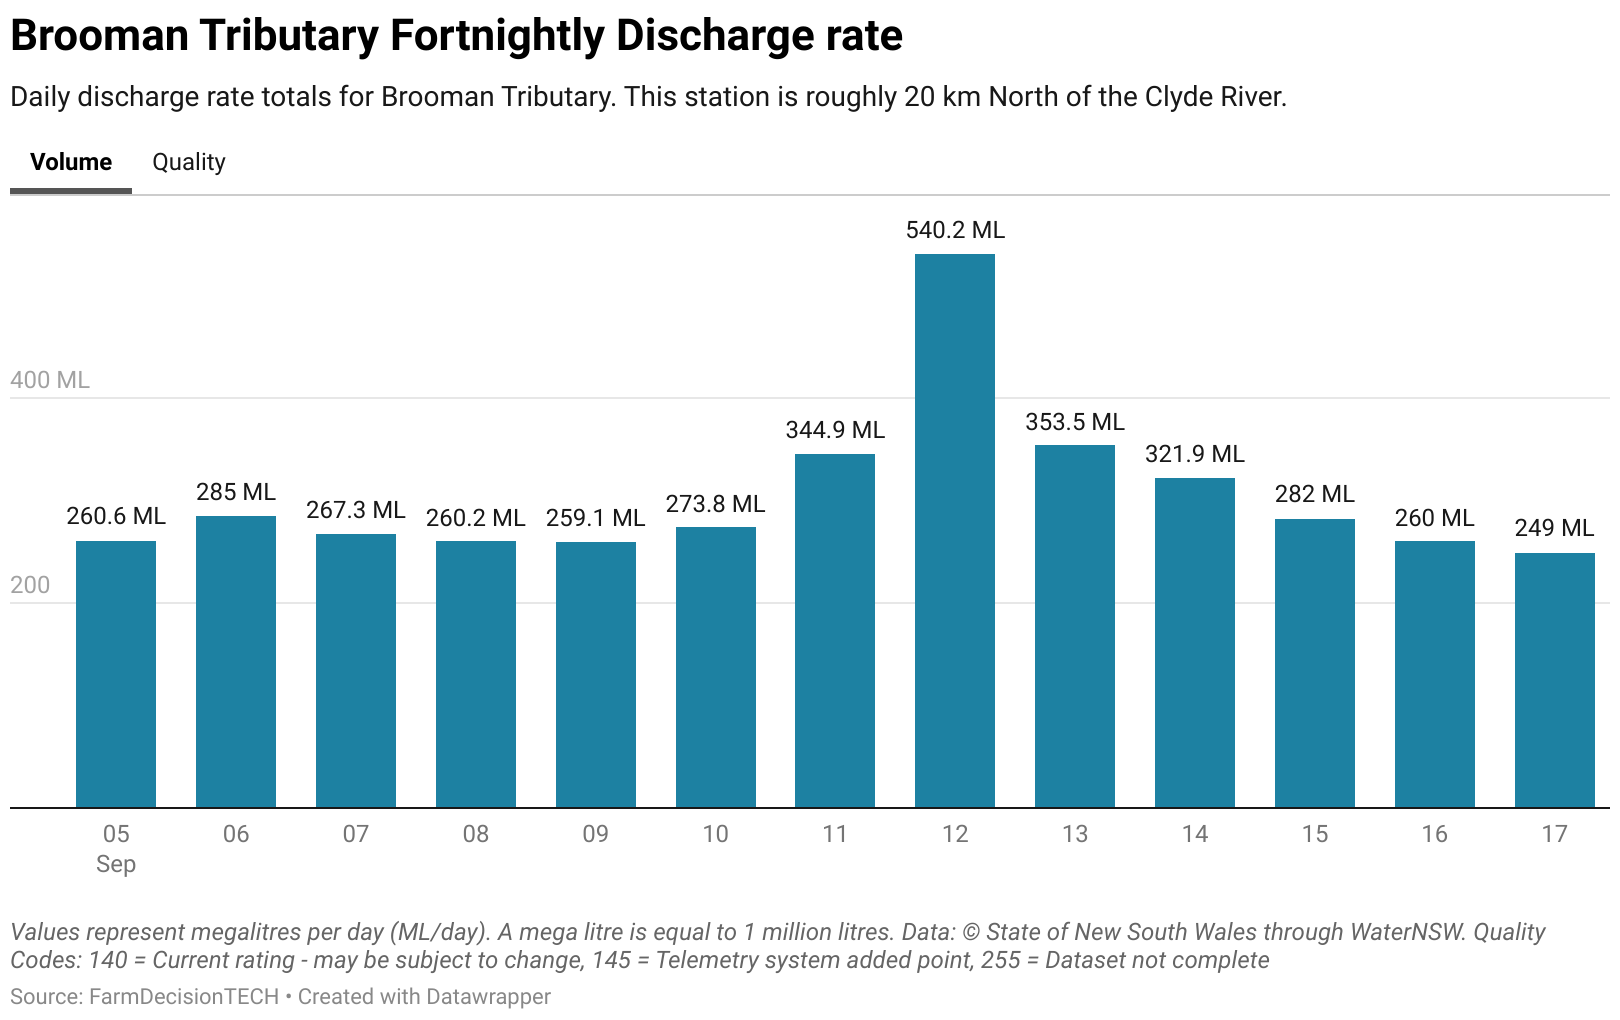 Brooman Tributary Fortnightly Discharge rate
Daily discharge rate totals for Brooman Tributary. This station is roughly 20 km North of the Clyde River.
Volume Quality
540.2 ML
400 ML
353.5 ML
344.9 ML
321.9 ML
285 ML
282 ML
273.8 ML
267.3 ML
260.6 ML
260.2 ML
259.1 ML
260 ML
249 ML
200
05 06 07 08 09 10 11 12 13 14 15 16 17
Sep
Values represent megalitres per day (ML/day). A mega litre is equal to 1 million litres. Data: © State of New South Wales through WaterNSW. Quality
Codes: 140 = Current rating - may be subject to change, 145 = Telemetry system added point, 255 = Dataset not complete
Source: FarmDecisionTECH • Created with Datawrapper